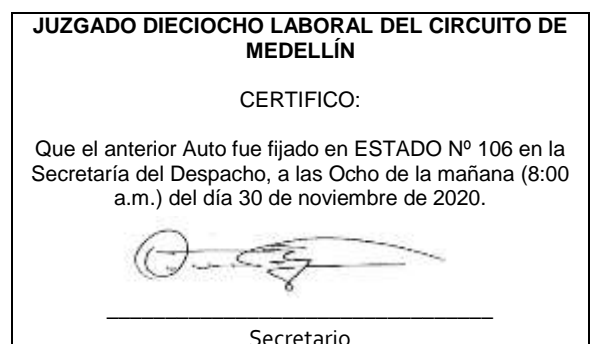 JUZGADO DIECIOCHO LABORAL DEL CIRCUITO DE
MEDELLÍN
CERTIFICO:
Que el anterior Auto fue fijado en ESTADO Nº 106 en la
Secretaría del Despacho, a las Ocho de la mañana (8:00
a.m.) del día 30 de noviembre de 2020.
Secretario